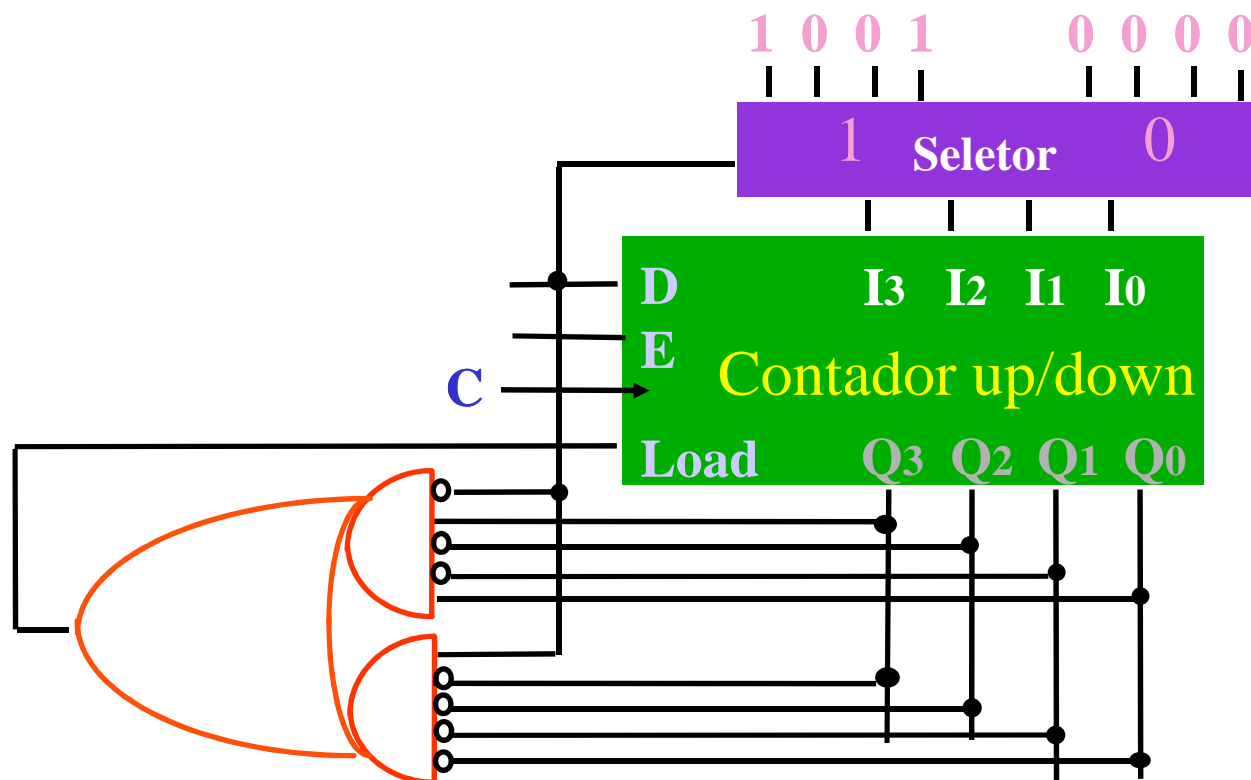 1 0 0 1 0 0 0 0
1 Seletor 0
D I3 I2 I1 I0
E
Contador up/down
C
Load Q3 Q2 Q1 Q0